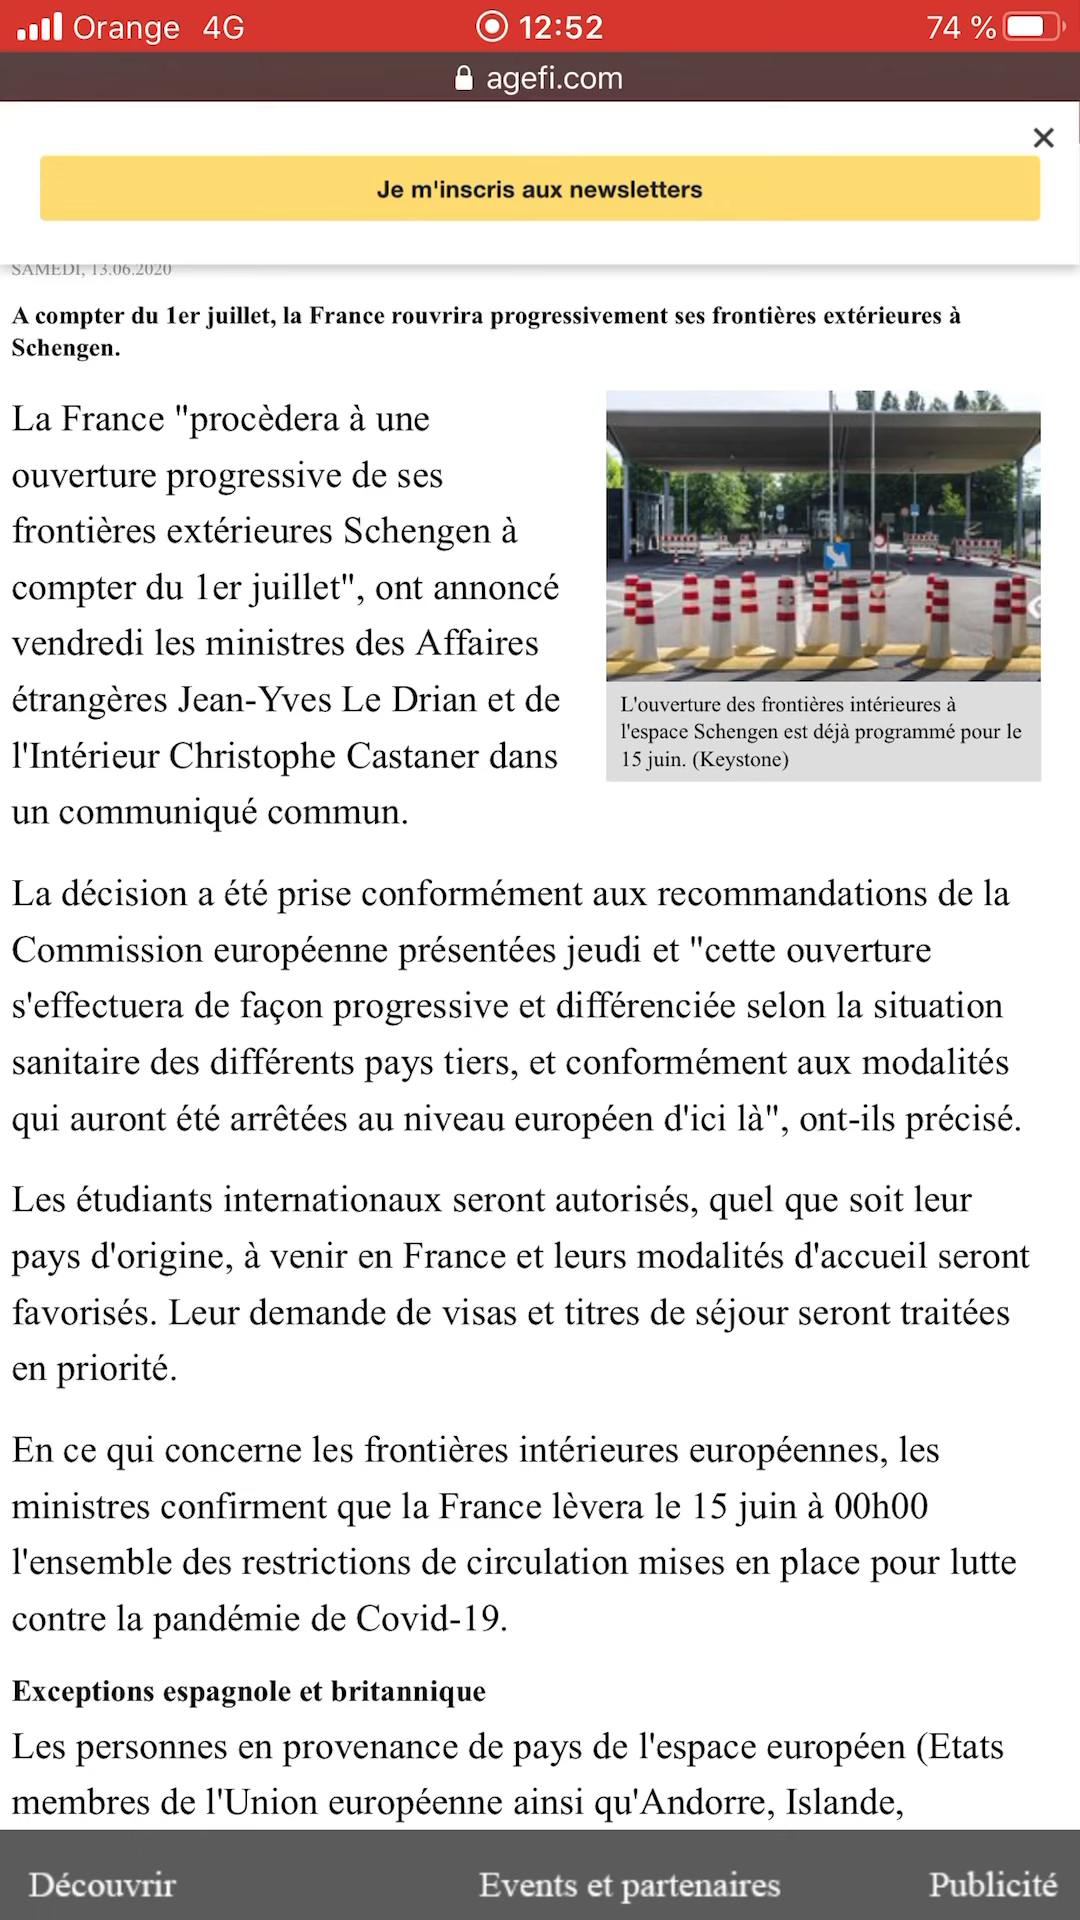 Orange 4G 12:52 74 %
agefi.com
×
Je m'inscris aux newsletters
SAMEDI, 13.06.2020
A compter du 1er juillet, la France rouvrira progressivement ses frontières extérieures à
Schengen.
La France "procèdera à une
ouverture progressive de ses
frontières extérieures Schengen à
compter du 1er juillet", ont annoncé
vendredi les ministres des Affaires
étrangères Jean-Yves Le Drian et de
l'Intérieur Christophe Castaner dans
un communiqué commun.
L'ouverture des frontières intérieures à
l'espace Schengen est déjà programmé pour le
15 juin. (Keystone)
La décision a été prise conformément aux recommandations de la
Commission européenne présentées jeudi et "cette ouverture
s'effectuera de façon progressive et différenciée selon la situation
sanitaire des différents pays tiers, et conformément aux modalités
qui auront été arrêtées au niveau européen d'ici là", ont-ils précisé.
Les étudiants internationaux seront autorisés, quel que soit leur
pays d'origine, à venir en France et leurs modalités d'accueil seront
favorisés. Leur demande de visas et titres de séjour seront traitées
en priorité.
En ce qui concerne les frontières intérieures européennes, les
ministres confirment que la France lèvera le 15 juin à 00h00
l'ensemble des restrictions de circulation mises en place pour lutte
contre la pandémie de Covid-19.
Exceptions espagnole et britannique
Les personnes en provenance de pays de l'espace européen (Etats
membres de l'Union européenne ainsi qu'Andorre, Islande,
Découvrir Events et partenaires Publicité